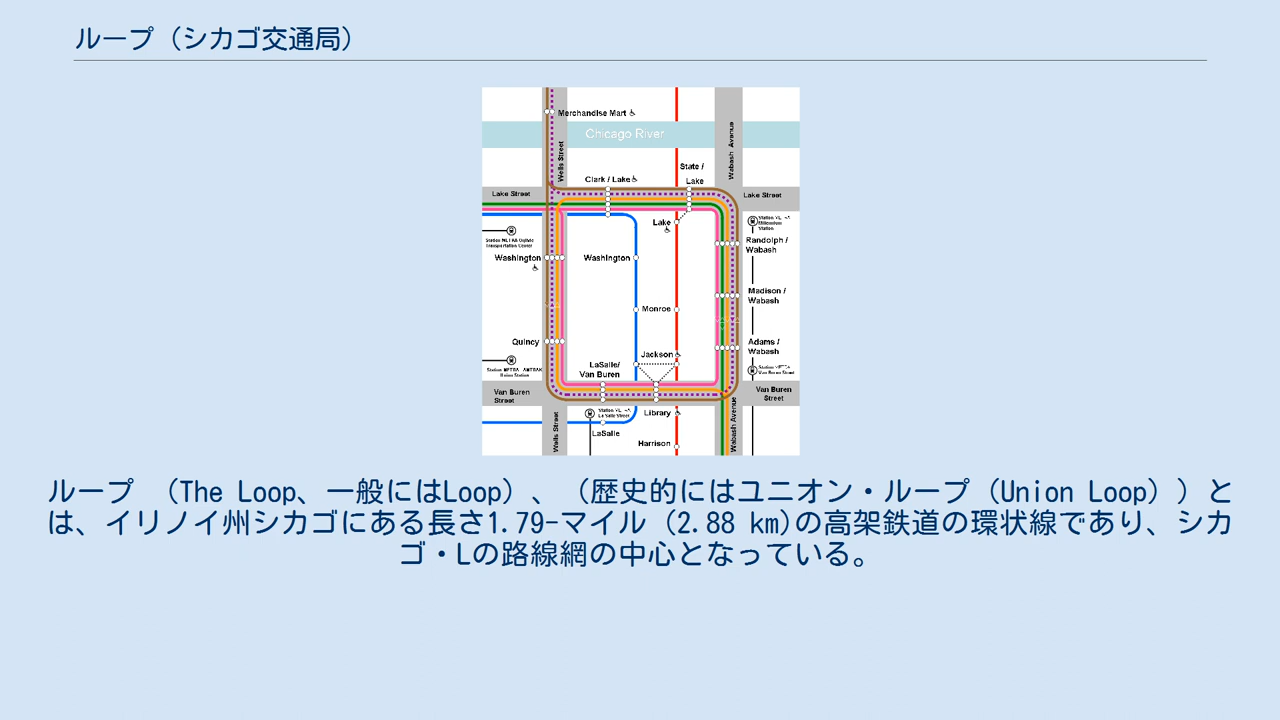 ループ（シカゴ交通局）
Merchandise Mart
Chicago River
Wells Street
Wabash Avenue
State /
Lake
Clark / Lake
Lake Street
Lake Street
Lake
Station
Randolph /
Wabash
Washington
Washington
Madison /
Wabash
Monroe
Quincy
Adams /
Wabash
Jackson
LaSalle/
Van Buren
Union Station
Van Buren
Street
Van Buren
Street
Wells Street
La Salle Street
Library
Wabash Avenue
LaSalle
Harrison
ループ （The Loop、一般にはLoop）、（歴史的にはユニオン・ループ（Union Loop））と
は、イリノイ州シカゴにある長さ1.79-マイル (2.88 km)の高架鉄道の環状線であり、シカ
ゴ・Lの路線網の中心となっている。